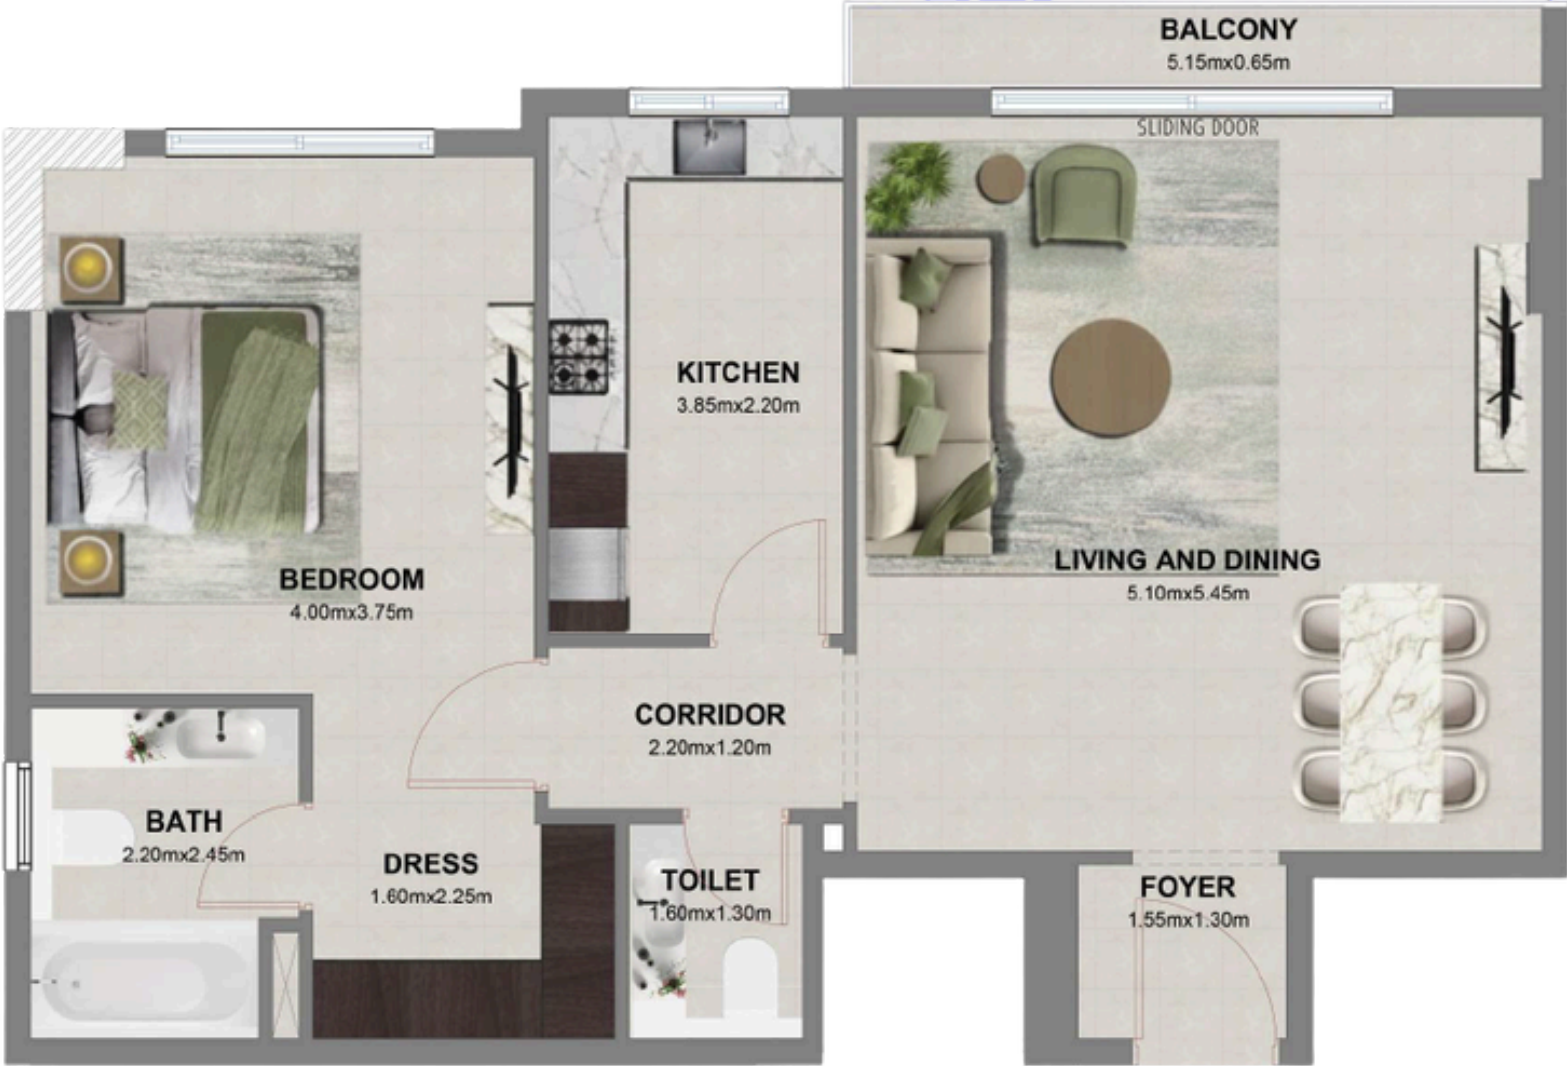 BALCONY
5.15mx0.65m
SLIDING DOOR
KITCHEN
3.85mx2.20m
LIVING AND DINING
5.10mx5.45m
BEDROOM
4.00mx3.75m
CORRIDOR
2.20mx1.20m
BATH
2.20mx2.45m
DRESS
1.60mx2.25m
TOILET
1.60mx1.30m
FOYER
1.55mx1.30m